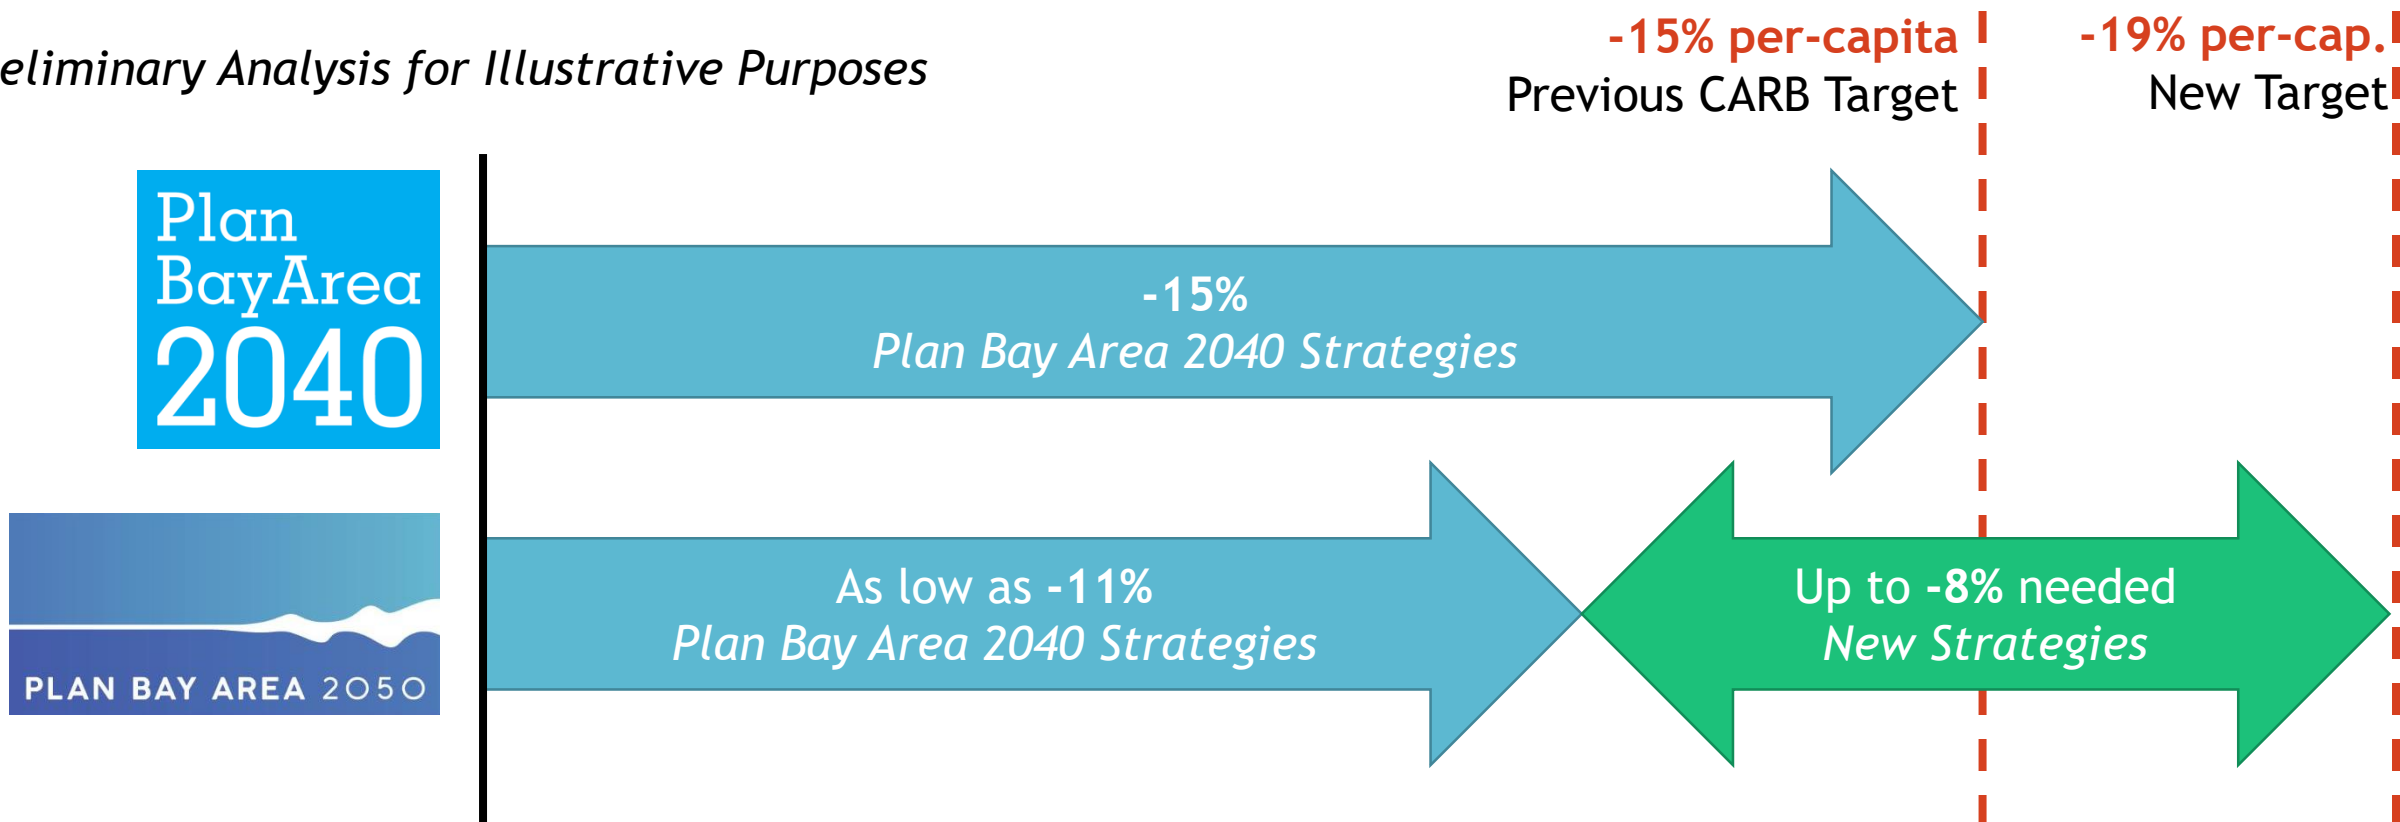 eliminary Analysis for Illustrative Purposes
-15% per-capita
Previous CARB Target
-19% per-cap.
New Target
Plan
BayArea
2040
-15%
Plan Bay Area 2040 Strategies
PLAN BAY AREA 2050
As low as -11%
Plan Bay Area 2040 Strategies
Up to -8% needed
New Strategies